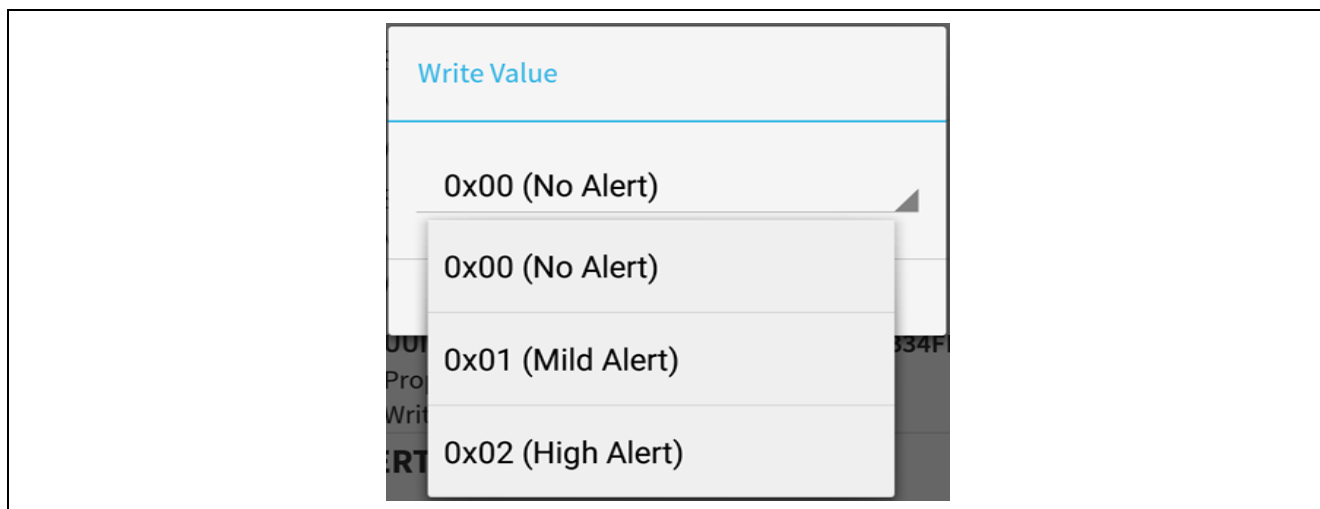 Write Value
0x00 (No Alert)
0x00 (No Alert)
0x01 (Mild Alert)
0x02 (High Alert)